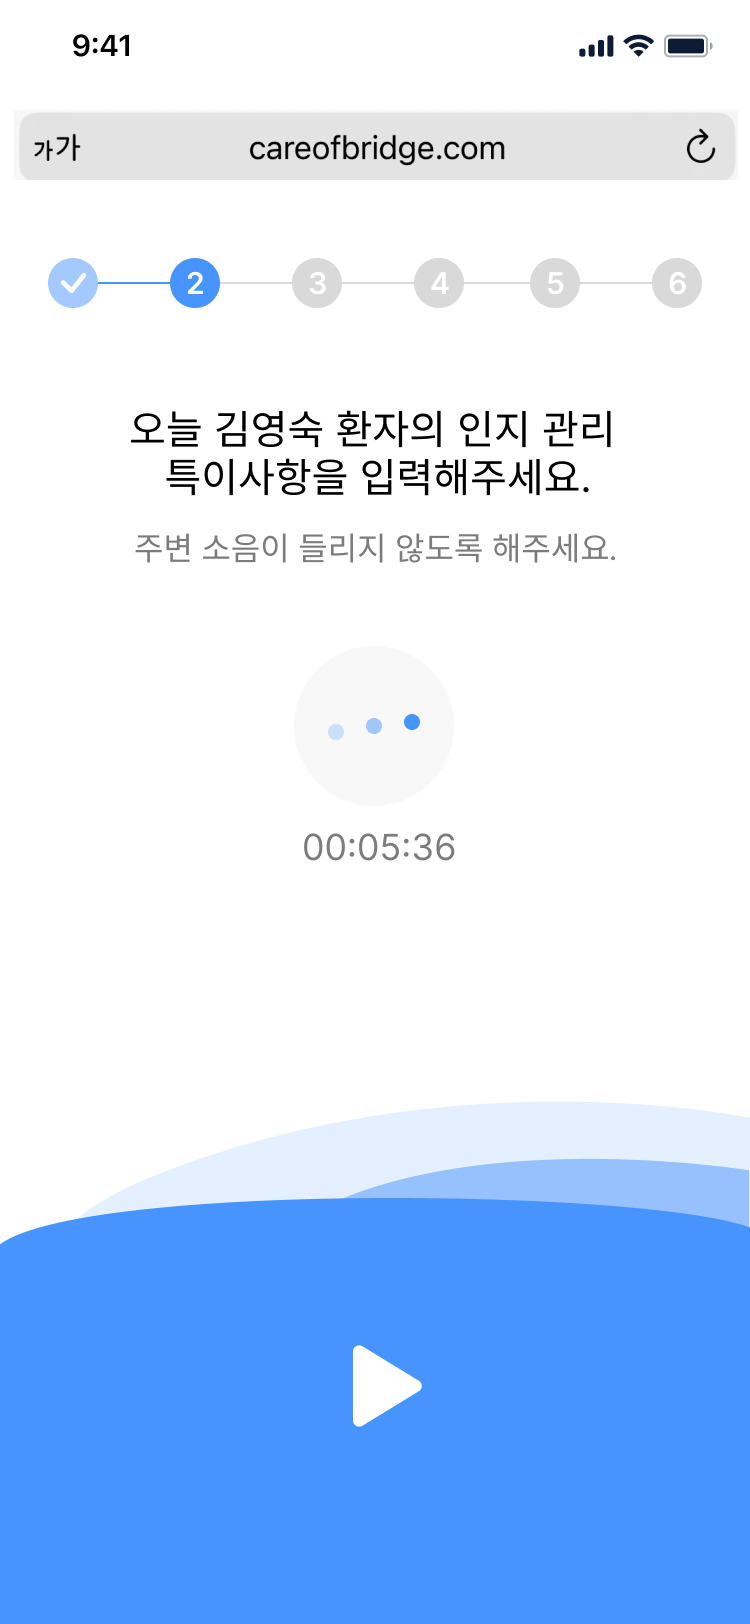 9:41
가가 careofbridge.com
2 3 4 5 6
오늘 김영숙 환자의 인지 관리
특이사항을 입력해주세요.
주변 소음이 들리지 않도록 해주세요.
00:05:36